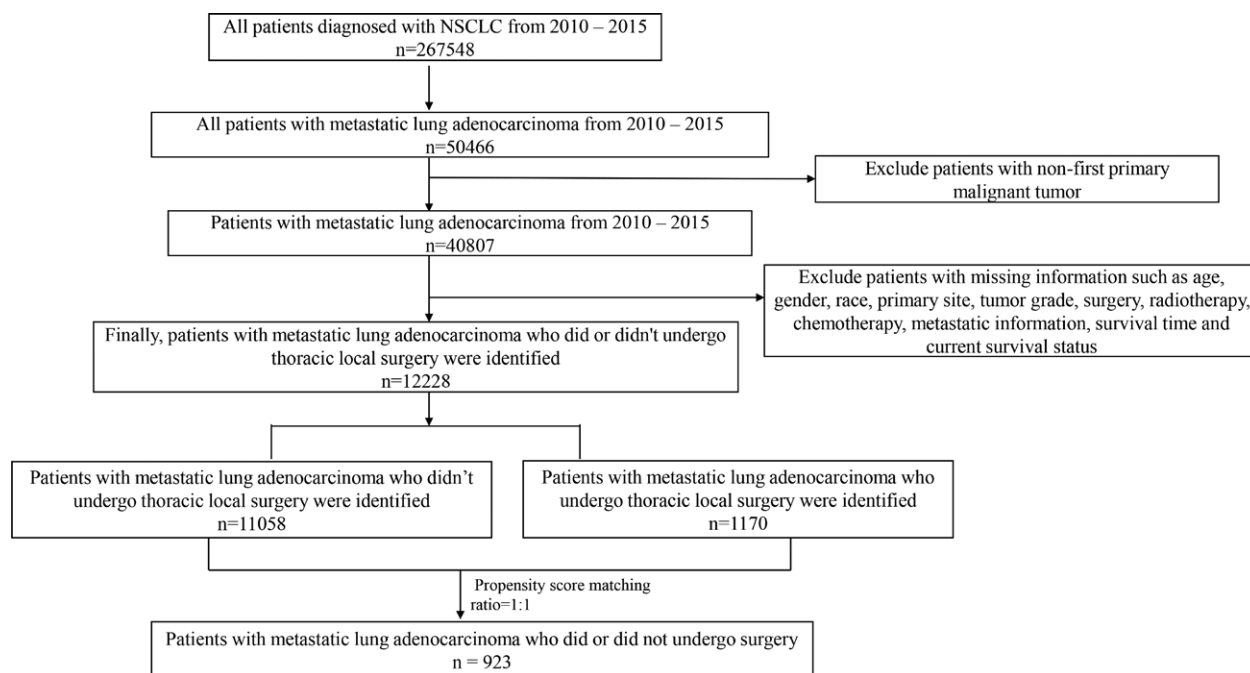 All patients diagnosed with NSCLC from 2010 – 2015
n=267548
All patients with metastatic lung adenocarcinoma from 2010 – 2015
n=50466
Exclude patients with non-first primary
malignant tumor
Patients with metastatic lung adenocarcinoma from 2010 – 2015
n=40807
Exclude patients with missing information such as age,
gender, race, primary site, tumor grade, surgery, radiotherapy,
chemotherapy, metastatic information, survival time and
current survival status
Finally, patients with metastatic lung adenocarcinoma who did or didn't undergo
thoracic local surgery were identified
n=12228
Patients with metastatic lung adenocarcinoma who didn’t
undergo thoracic local surgery were identified
n=11058
Patients with metastatic lung adenocarcinoma who
undergo thoracic local surgery were identified
n=1170
Propensity score matching
ratio=1:1
Patients with metastatic lung adenocarcinoma who did or did not undergo surgery
n = 923